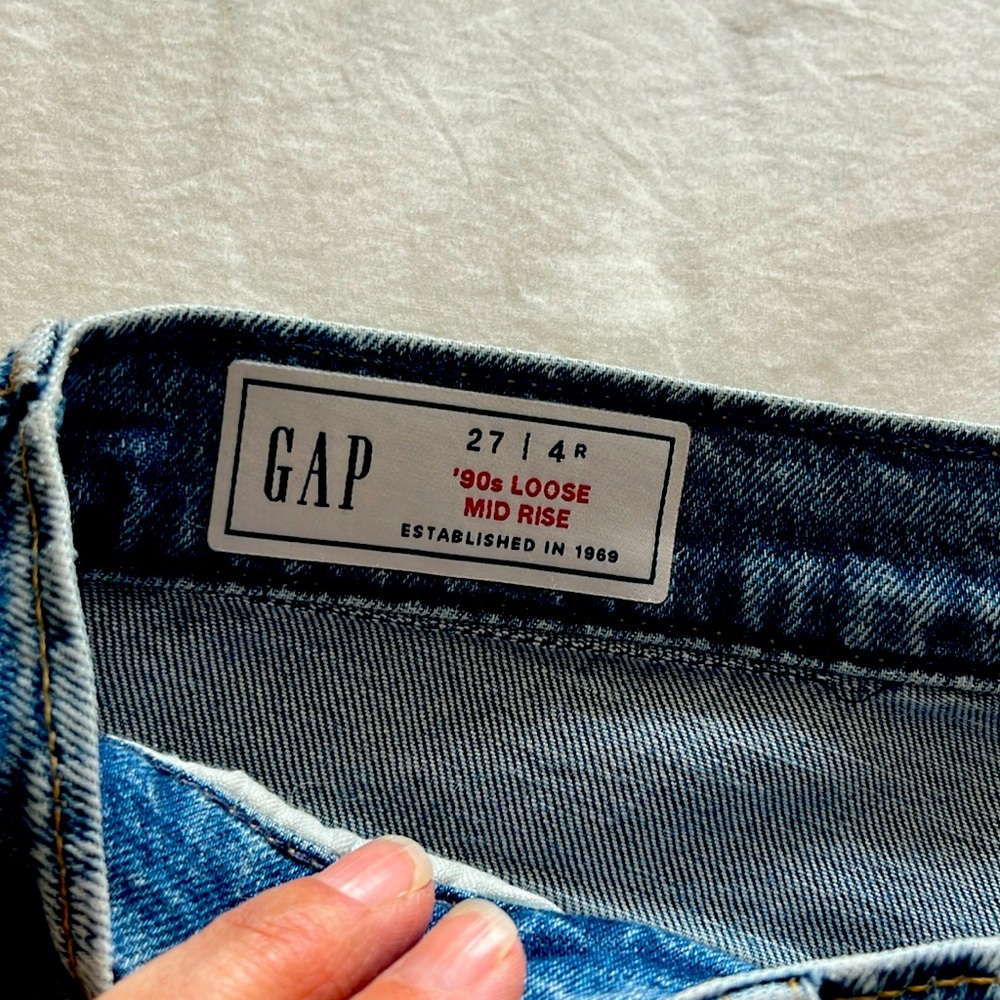 GAP
27 | 4R
'90s LOOSE
MID RISE
ESTABLISHED IN 1969